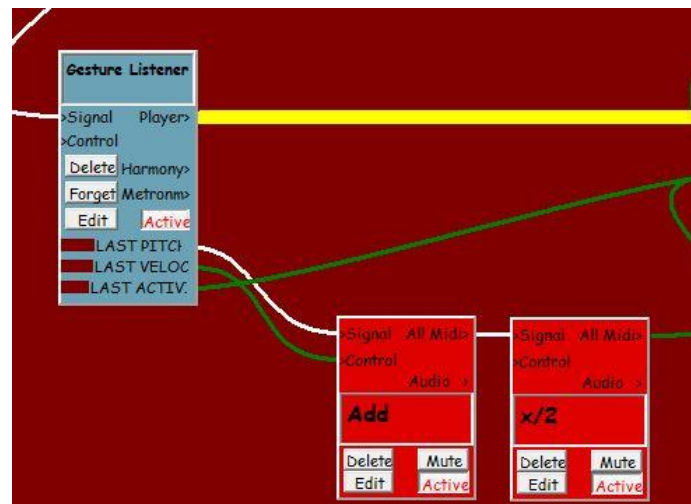 Gesture Listener
>Signal Player>
>Control
Delete Harmony>
Forget Metronm>
Edit Active
LAST PITCH
LAST VELOC
LAST ACTIV.
>Signal All Midi>
>Control
Audio >
Add
Delete Mute
Edit Active
>Signal All Midi>
>Control
Audio >
x/2
Delete Mute
Edit Active